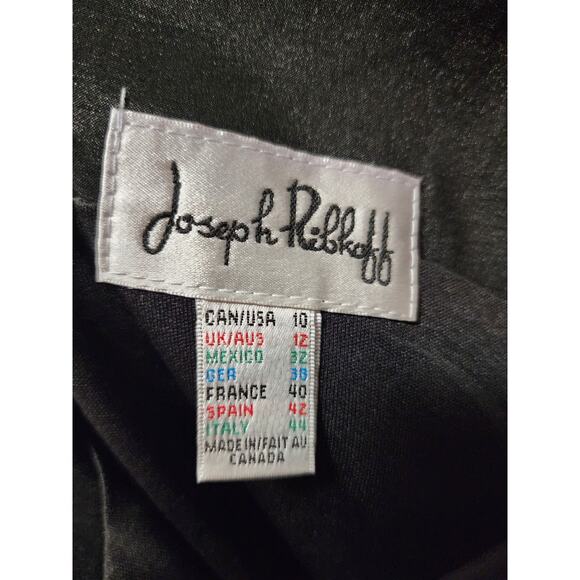 Joseph Ribkoff
CAN/USA 10
UK/AUS 12
MEXICO 32
GER 38
FRANCE 40
SPAIN 42
ITALY 44
MADE IN/FAIT AU
CANADA